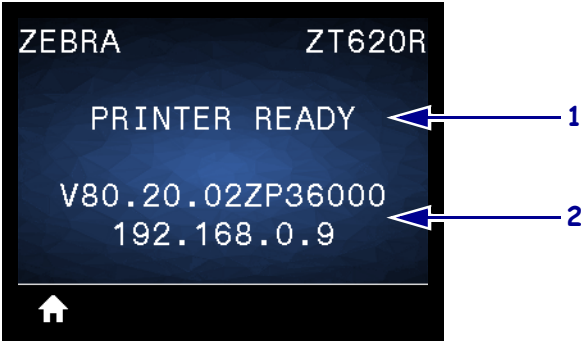 ZEBRA ZT620R
PRINTER READY
1
V80.20.02ZP36000
192.168.0.9
2